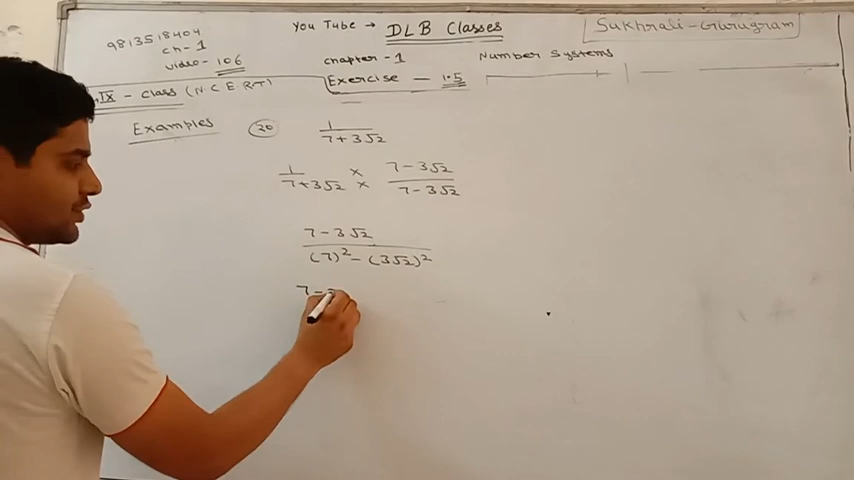 9813518404
ch-1
video-106
You Tube → DLB Classes
Sukhrali-Gurugram
chapter-1
Number Systems
IX - class (N C E R T)
Exercise - 1.5
Examples
20
1
7+3√2
1 × 7-3√2
7+3√2 × 7-3√2
7-3√2
(7)² - (3√2)²
7-3